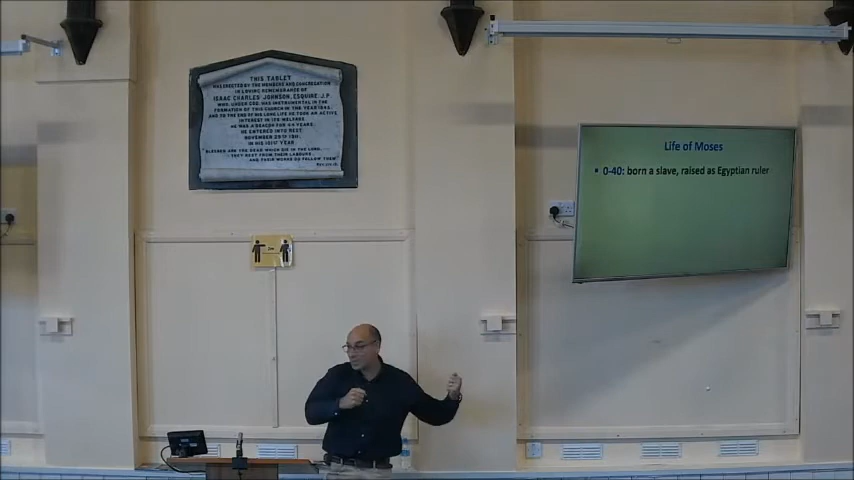 THIS TABLET
WAS ERECTED BY THE MEMBERS AND CONGREGATION
IN LOVING REMEMBRANCE OF
ISAAC CHARLES JOHNSON, ESQUIRE, J.P.
WHO, UNDER GOD, WAS INSTRUMENTAL IN THE
FORMATION OF THIS CHURCH IN THE YEAR
AND TO THE END OF HIS LONG LIFE TOOK AN ACTIVE
INTEREST IN ITS WELFARE.
HE WAS A DEACON FOR YEARS
HE ENTERED INTO REST
NOVEMBER 29TH 1911,
IN HIS 101ST YEAR
BLESSED ARE THE DEAD WHICH DIE IN THE LORD,
THEY REST FROM THEIR LABOURS,
AND THEIR WORKS DO FOLLOW THEM
Life of Moses
• 0-40: born a slave, raised as Egyptian ruler